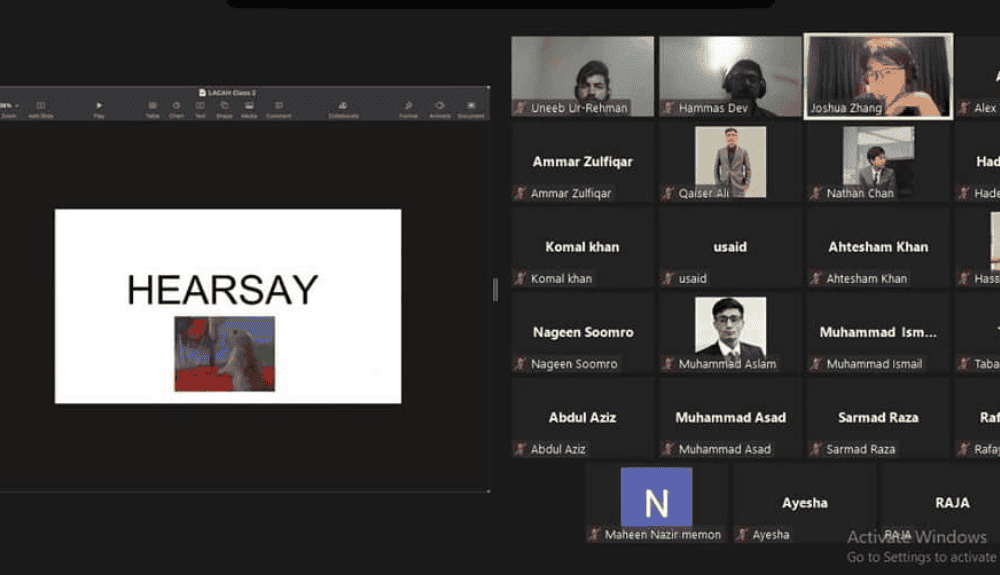 LACAH Class 2
Zoom
Add Slide
Play
Table
Chart
Text
Shape
Media
Comment
Collaborate
Format
Animate
Document
HEARSAY
Uneeb Ur-Rehman
Hammas Dev
Joshua Zhang
Alex
Ammar Zulfiqar
Ammar Zulfiqar
Qaiser Ali
Nathan Chan
Had
Hade
Komal khan
Komal khan
usaid
usaid
Ahtesham Khan
Ahtesham Khan
Hass
Nageen Soomro
Nageen Soomro
Muhammad Aslam
Muhammad Ism...
Muhammad Ismail
Taba
Abdul Aziz
Abdul Aziz
Muhammad Asad
Muhammad Asad
Sarmad Raza
Sarmad Raza
Raf
Rafay
N
Maheen Nazir memon
Ayesha
Ayesha
RAJA
RAJA
Activate Windows
Go to Settings to activate